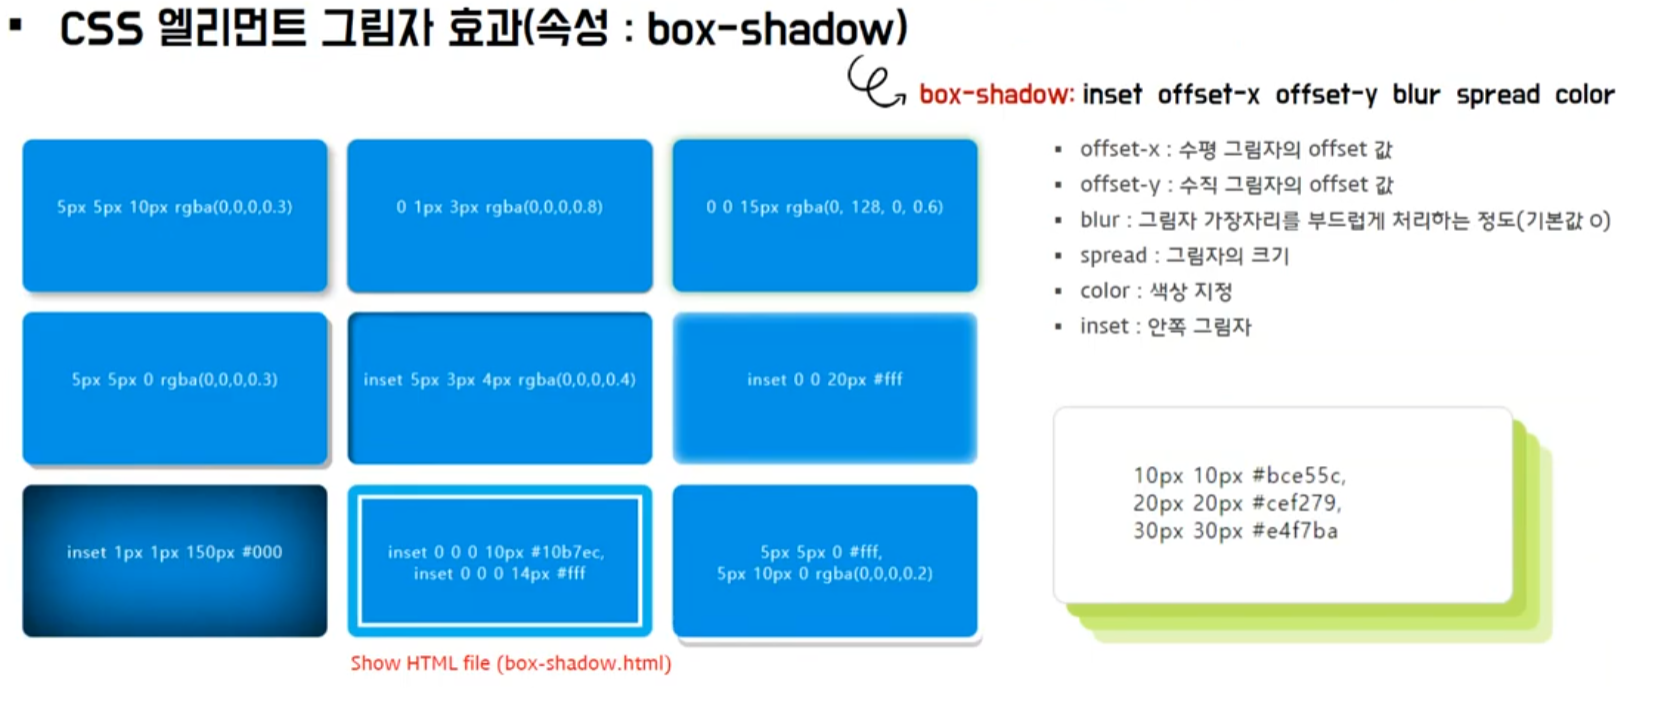 ▪ CSS 엘리먼트 그림자 효과(속성 : box-shadow)
box-shadow: inset offset-x offset-y blur spread color
5px 5px 10px rgba(0,0,0,0.3)
0 1px 3px rgba(0,0,0,0.8)
0 0 15px rgba(0, 128, 0, 0.6)
5px 5px 0 rgba(0,0,0,0.3)
inset 5px 3px 4px rgba(0,0,0,0.4)
inset 0 0 20px #fff
inset 1px 1px 150px #000
inset 0 0 0 10px #10b7ec,
inset 0 0 0 14px #fff
5px 5px 0 #fff,
5px 10px 0 rgba(0,0,0,0.2)
Show HTML file (box-shadow.html)
▪ offset-x : 수평 그림자의 offset 값
▪ offset-y : 수직 그림자의 offset 값
▪ blur : 그림자 가장자리를 부드럽게 처리하는 정도(기본값 0)
▪ spread : 그림자의 크기
▪ color : 색상 지정
▪ inset : 안쪽 그림자
10px 10px #bce55c,
20px 20px #cef279,
30px 30px #e4f7ba